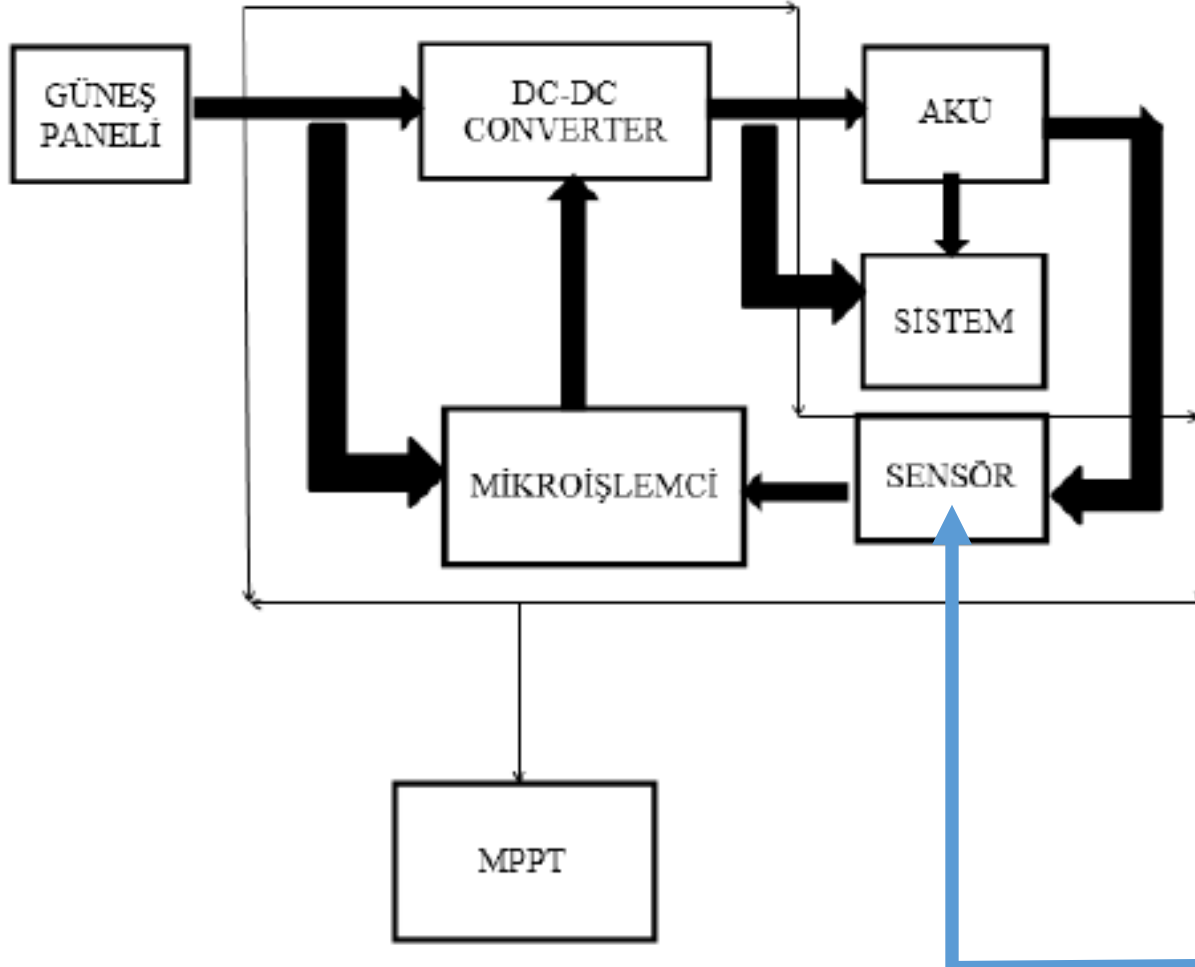 GÜNEŞ
PANELİ
DC-DC
CONVERTER
AKÜ
SİSTEM
MİKROİŞLEMCİ
SENSÖR
MPPT